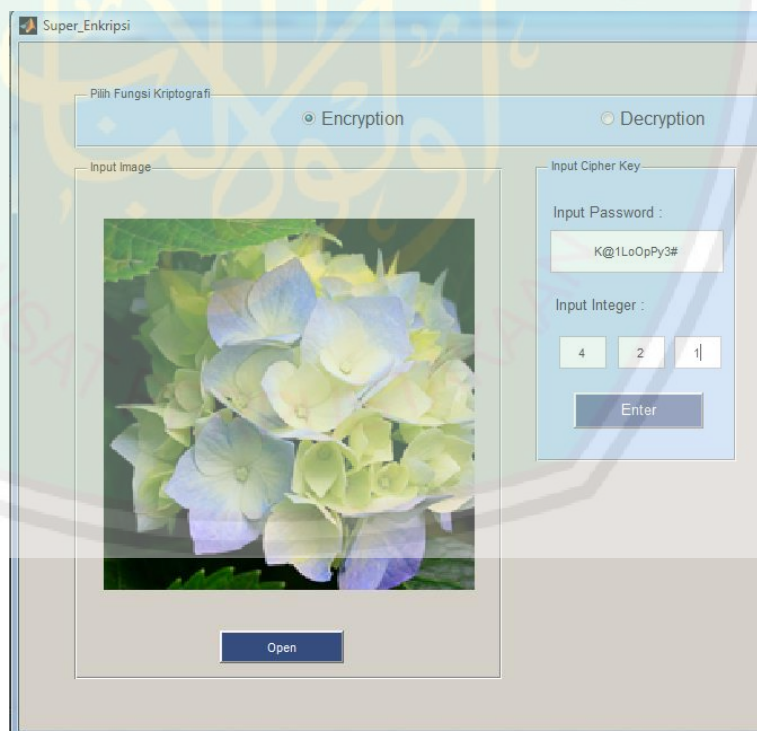 Super_Enkripsi
Pilih Fungsi Kriptografi
Encryption Decryption
Input Image
Input Cipher Key
Input Password :
K@1LoOpPy3#
Input Integer :
4 2 1
Enter
Open